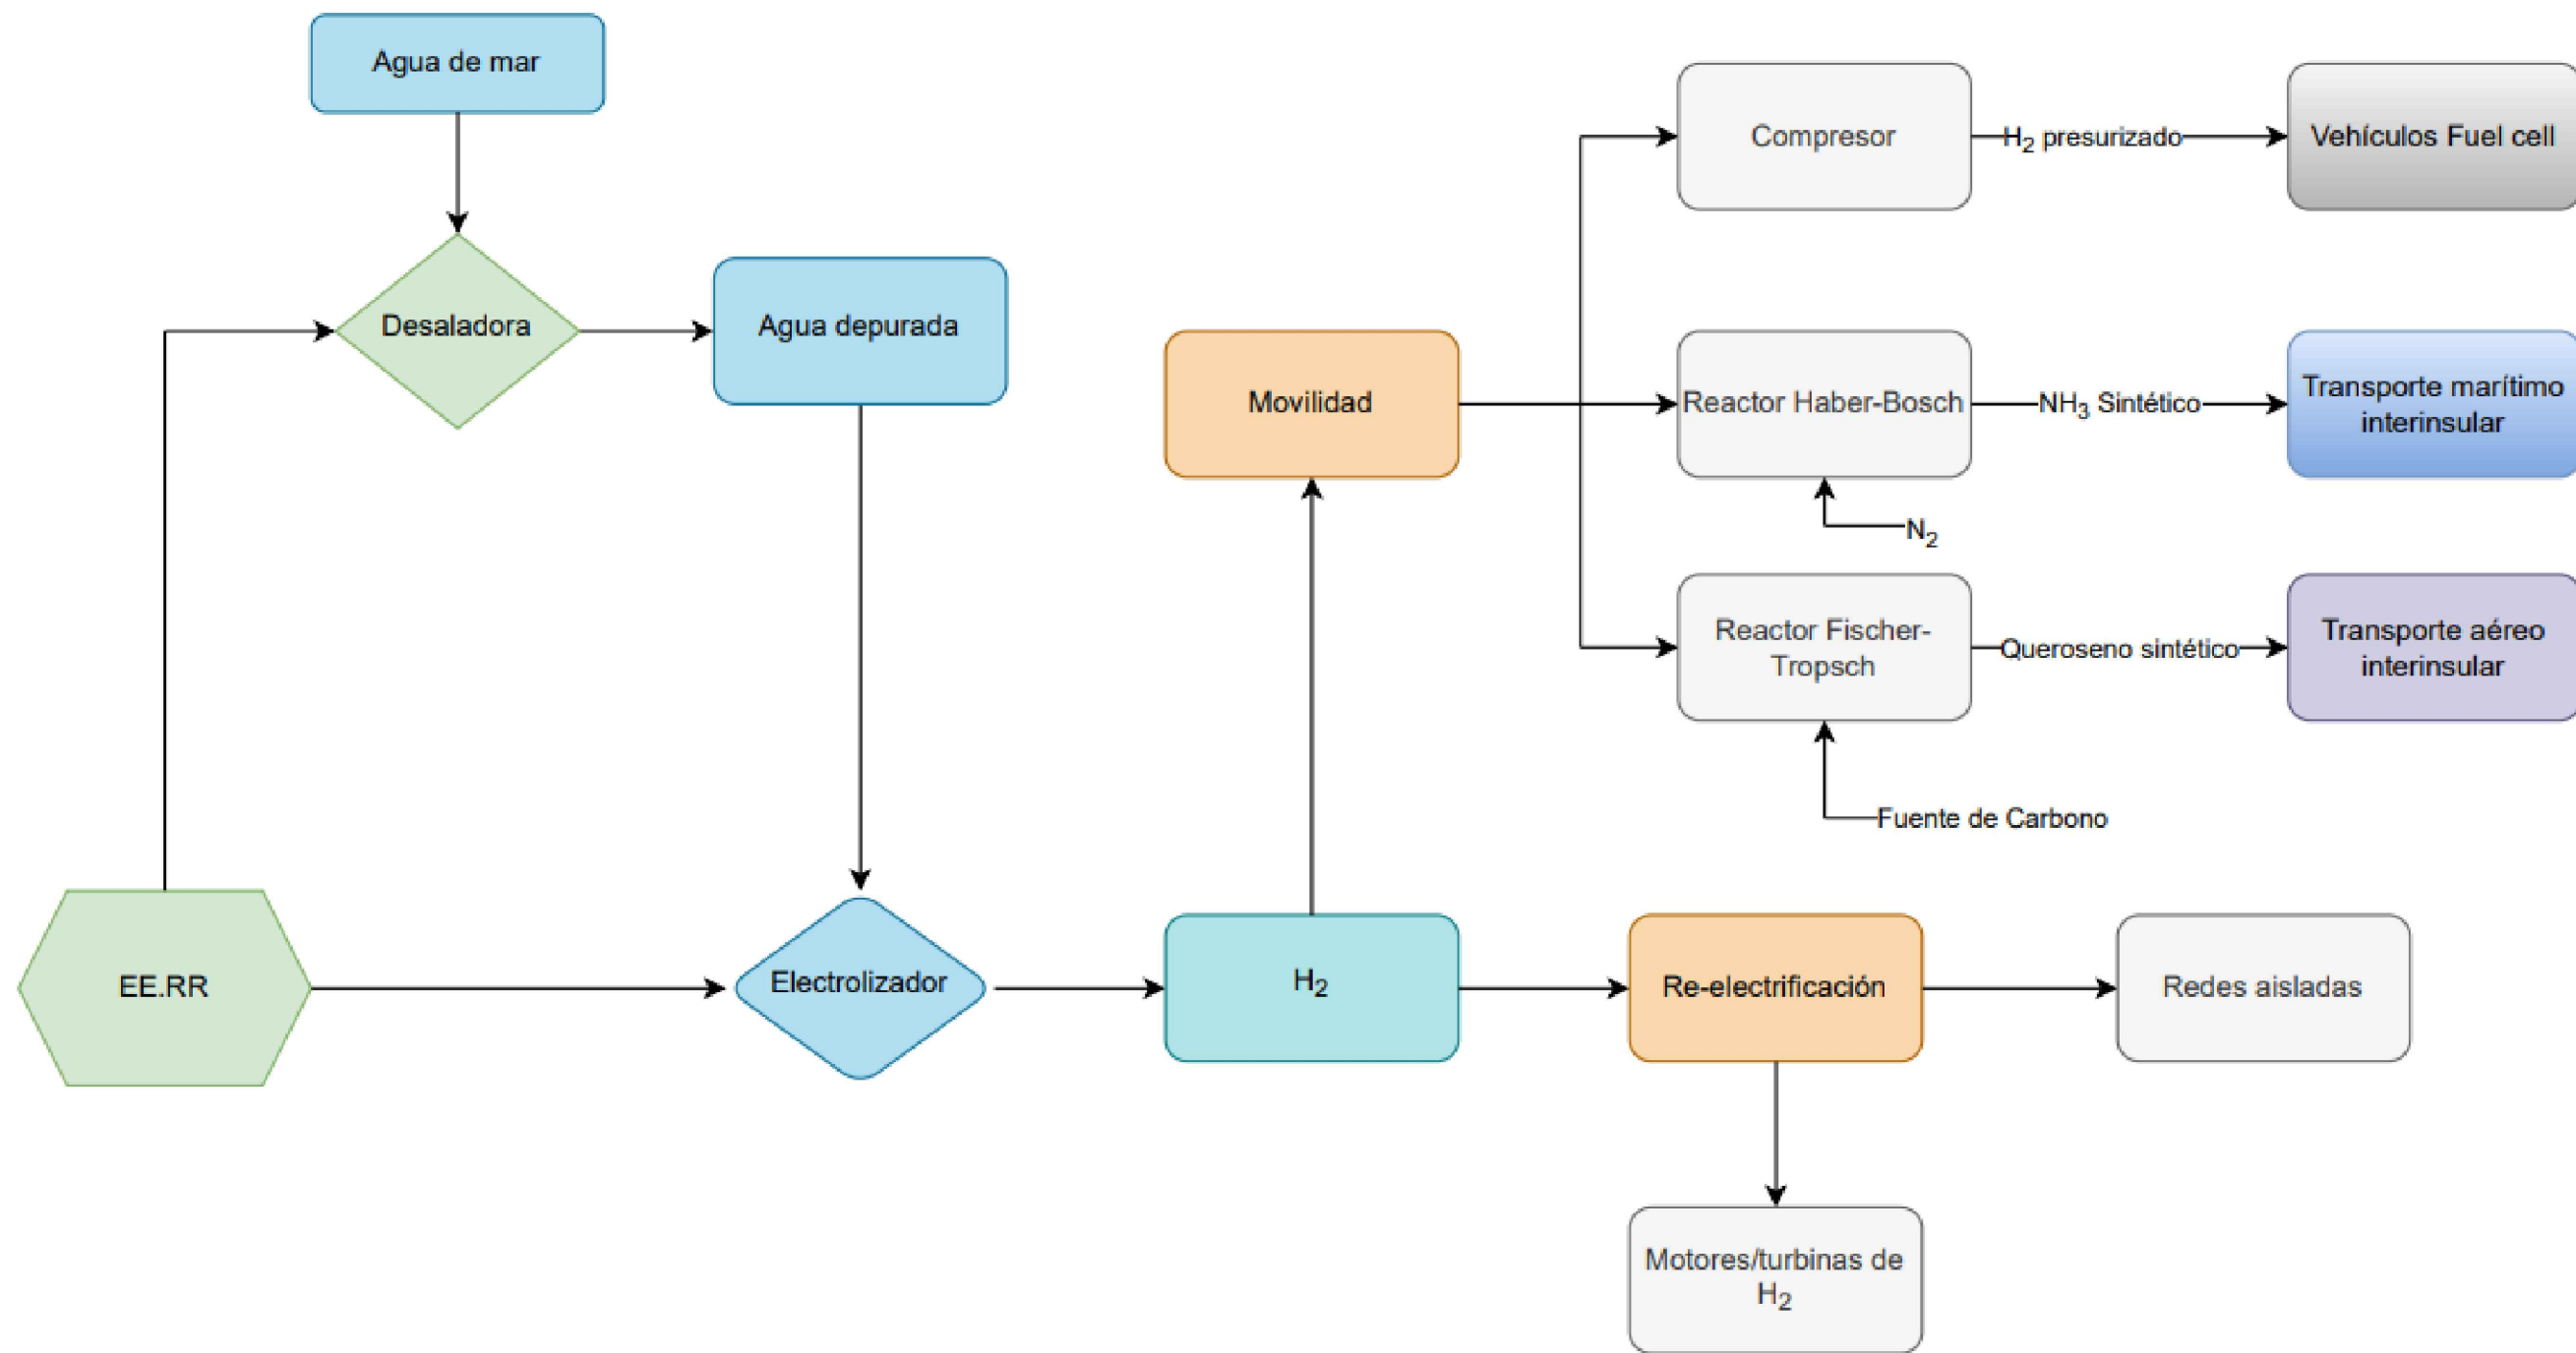 Agua de mar
Compresor
H₂ presurizado
Vehículos Fuel cell
Desaladora
Agua depurada
Movilidad
Reactor Haber-Bosch
NH₃ Sintético
Transporte marítimo
interinsular
N₂
Reactor Fischer-
Tropsch
Queroseno sintético
Transporte aéreo
interinsular
Fuente de Carbono
EE.RR
Electrolizador
H₂
Re-electrificación
Redes aisladas
Motores/turbinas de
H₂